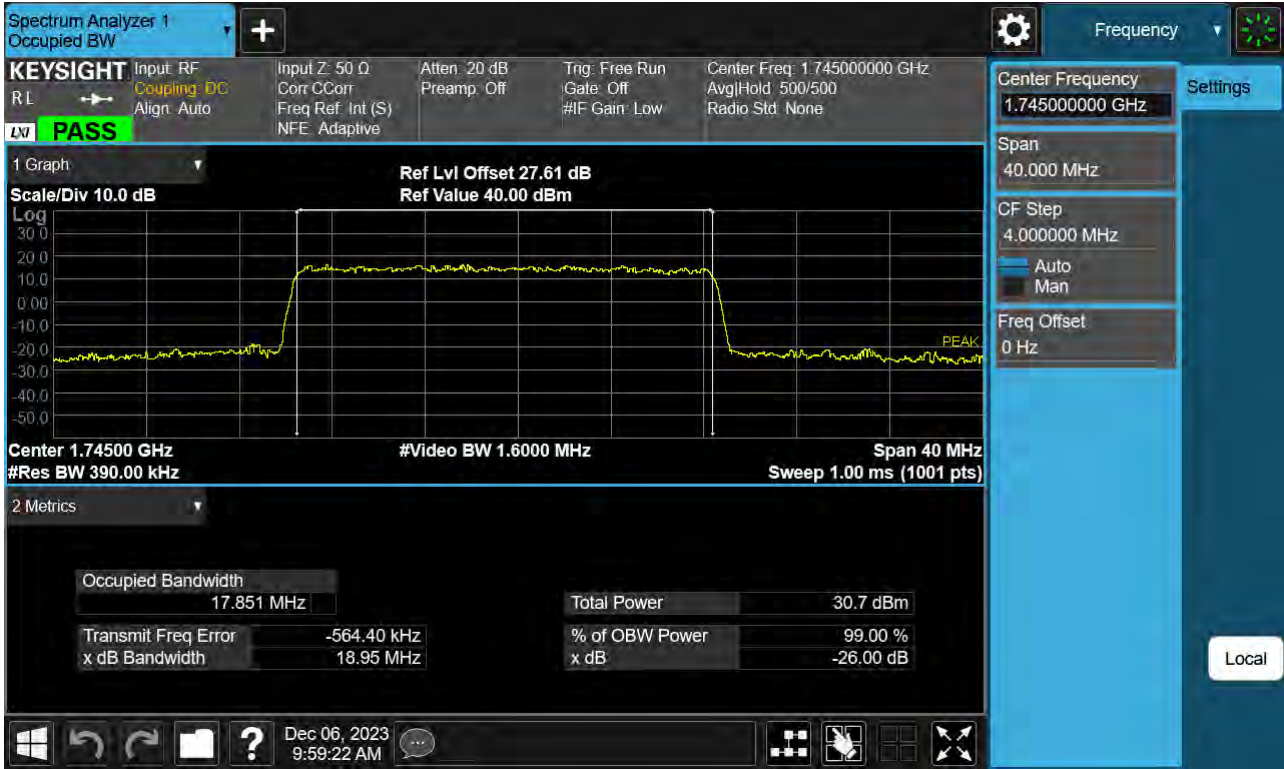 Spectrum Analyzer 1
Occupied BW
Frequency
KEYSIGHT
R L
LXI
PASS
Input: RF
Coupling: DC
Align: Auto
Input Z: 50 Ω
Corr CCorr
Freq Ref: Int (S)
NFE: Adaptive
Atten: 20 dB
Preamp: Off
Trig: Free Run
Gate: Off
#IF Gain: Low
Center Freq: 1.745000000 GHz
Avg|Hold: 500/500
Radio Std: None
1 Graph
Scale/Div 10.0 dB
Ref Lvl Offset 27.61 dB
Ref Value 40.00 dBm
Log
30.0
20.0
10.0
0.00
-10.0
-20.0
-30.0
-40.0
-50.0
PEAK
Center 1.74500 GHz
#Video BW 1.6000 MHz
Span 40 MHz
#Res BW 390.00 kHz
Sweep 1.00 ms (1001 pts)
2 Metrics
Occupied Bandwidth
17.851 MHz
Total Power 30.7 dBm
Transmit Freq Error -564.40 kHz
% of OBW Power 99.00 %
x dB Bandwidth 18.95 MHz
x dB -26.00 dB
Center Frequency
1.745000000 GHz
Settings
Span
40.000 MHz
CF Step
4.000000 MHz
Auto
Man
Freq Offset
0 Hz
Local
?
Dec 06, 2023
9:59:22 AM